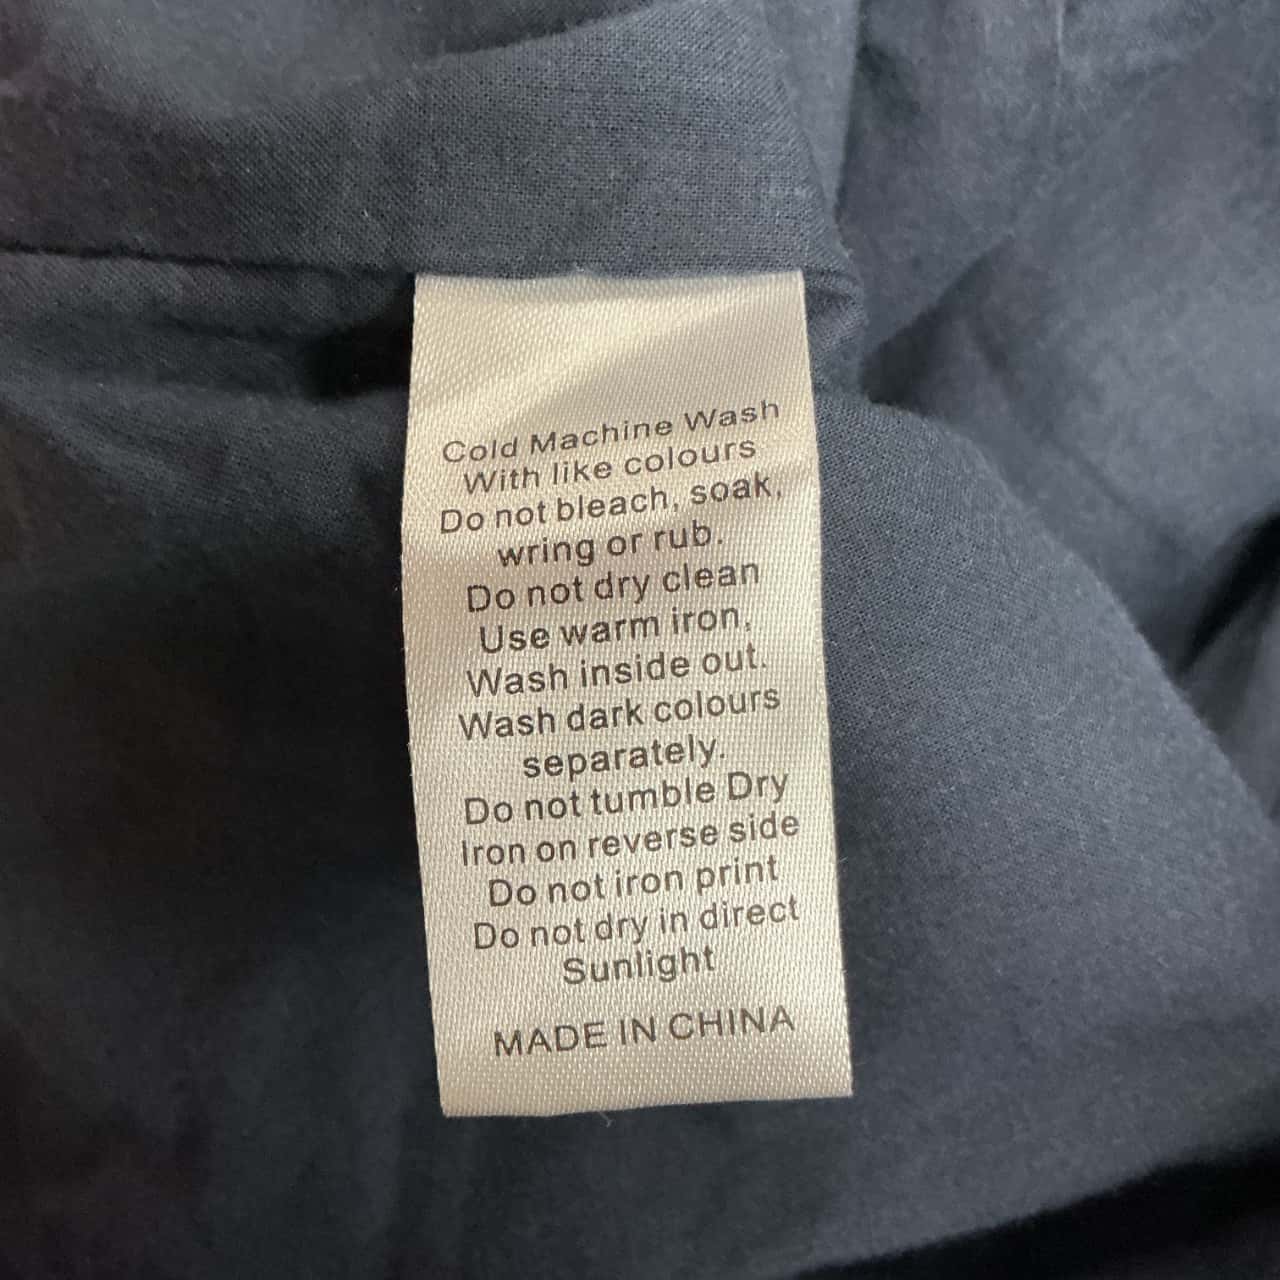 Cold Machine Wash
With like colours
Do not bleach, soak,
wring or rub.
Do not dry clean
Use warm iron,
Wash inside out.
Wash dark colours
separately.
Do not tumble Dry
Iron on reverse side
Do not iron print
Do not dry in direct
Sunlight
MADE IN CHINA